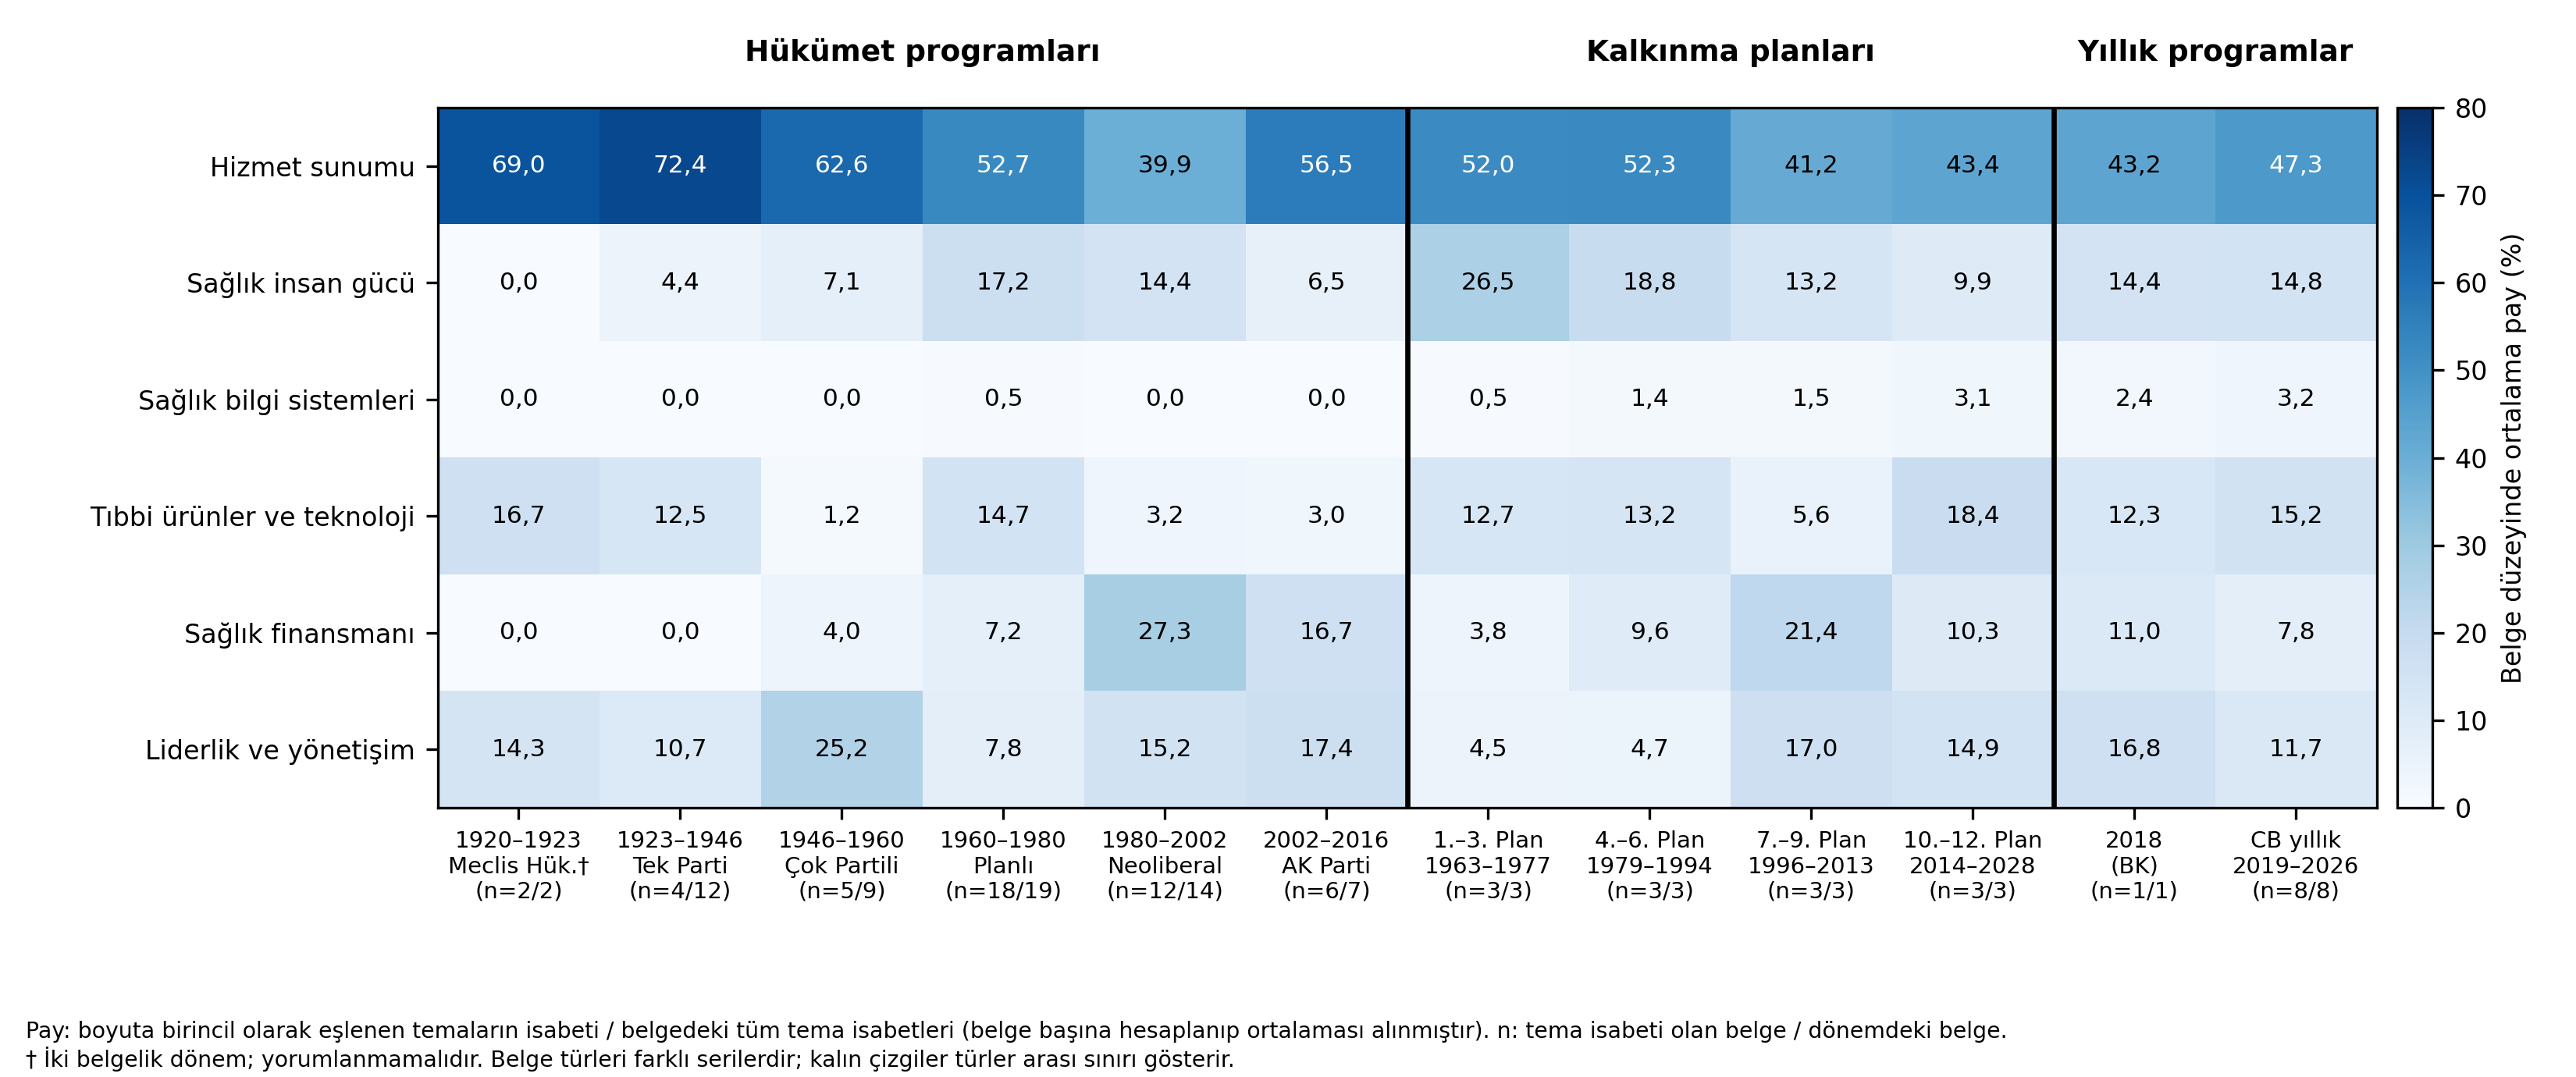 Hükümet programları Kalkınma planları Yıllık programlar
Hizmet sunumu 69,0 72,4 62,6 52,7 39,9 56,5 52,0 52,3 41,2 43,4 43,2 47,3
Sağlık insan gücü 0,0 4,4 7,1 17,2 14,4 6,5 26,5 18,8 13,2 9,9 14,4 14,8
Sağlık bilgi sistemleri 0,0 0,0 0,0 0,5 0,0 0,0 0,5 1,4 1,5 3,1 2,4 3,2
Tıbbi ürünler ve teknoloji 16,7 12,5 1,2 14,7 3,2 3,0 12,7 13,2 5,6 18,4 12,3 15,2
Sağlık finansmanı 0,0 0,0 4,0 7,2 27,3 16,7 3,8 9,6 21,4 10,3 11,0 7,8
Liderlik ve yönetişim 14,3 10,7 25,2 7,8 15,2 17,4 4,5 4,7 17,0 14,9 16,8 11,7
1920–1923 1923–1946 1946–1960 1960–1980 1980–2002 2002–2016 1.–3. Plan 4.–6. Plan 7.–9. Plan 10.–12. Plan 2018 CB yıllık
Meclis Hük.† Tek Parti Çok Partili Planlı Neoliberal AK Parti 1963–1977 1979–1994 1996–2013 2014–2028 (BK) 2019–2026
(n=2/2) (n=4/12) (n=5/9) (n=18/19) (n=12/14) (n=6/7) (n=3/3) (n=3/3) (n=3/3) (n=3/3) (n=1/1) (n=8/8)
80
70
60
50
40
30
20
10
0
Belge düzeyinde ortalama pay (%)
Pay: boyuta birincil olarak eşlenen temaların isabeti / belgedeki tüm tema isabetleri (belge başına hesaplanıp ortalaması alınmıştır). n: tema isabeti olan belge / dönemdeki belge.
† İki belgelik dönem; yorumlanmamalıdır. Belge türleri farklı serilerdir; kalın çizgiler türler arası sınırı gösterir.